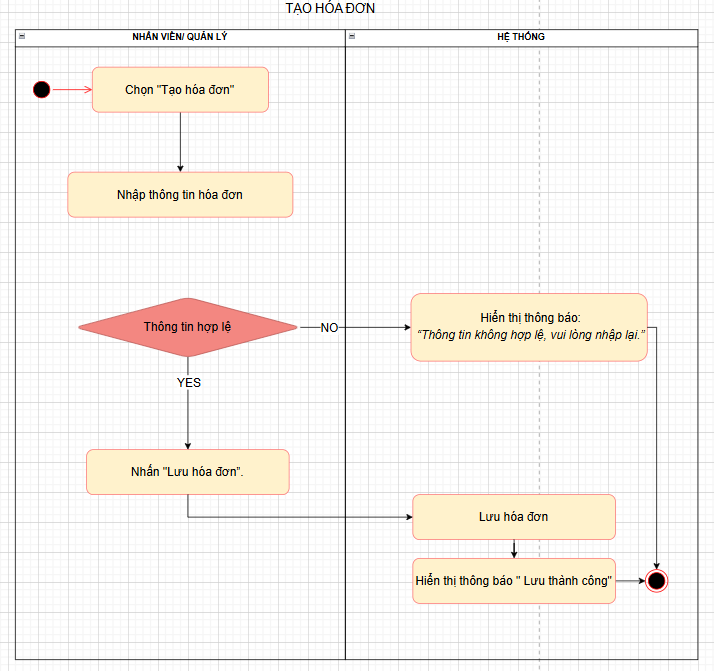 TẠO HÓA ĐƠN
NHÂN VIÊN/ QUẢN LÝ
HỆ THỐNG
Chọn "Tạo hóa đơn"
Nhập thông tin hóa đơn
Thông tin hợp lệ
NO
Hiển thị thông báo:
“Thông tin không hợp lệ, vui lòng nhập lại.”
YES
Nhấn "Lưu hóa đơn”.
Lưu hóa đơn
Hiển thị thông báo " Lưu thành công"